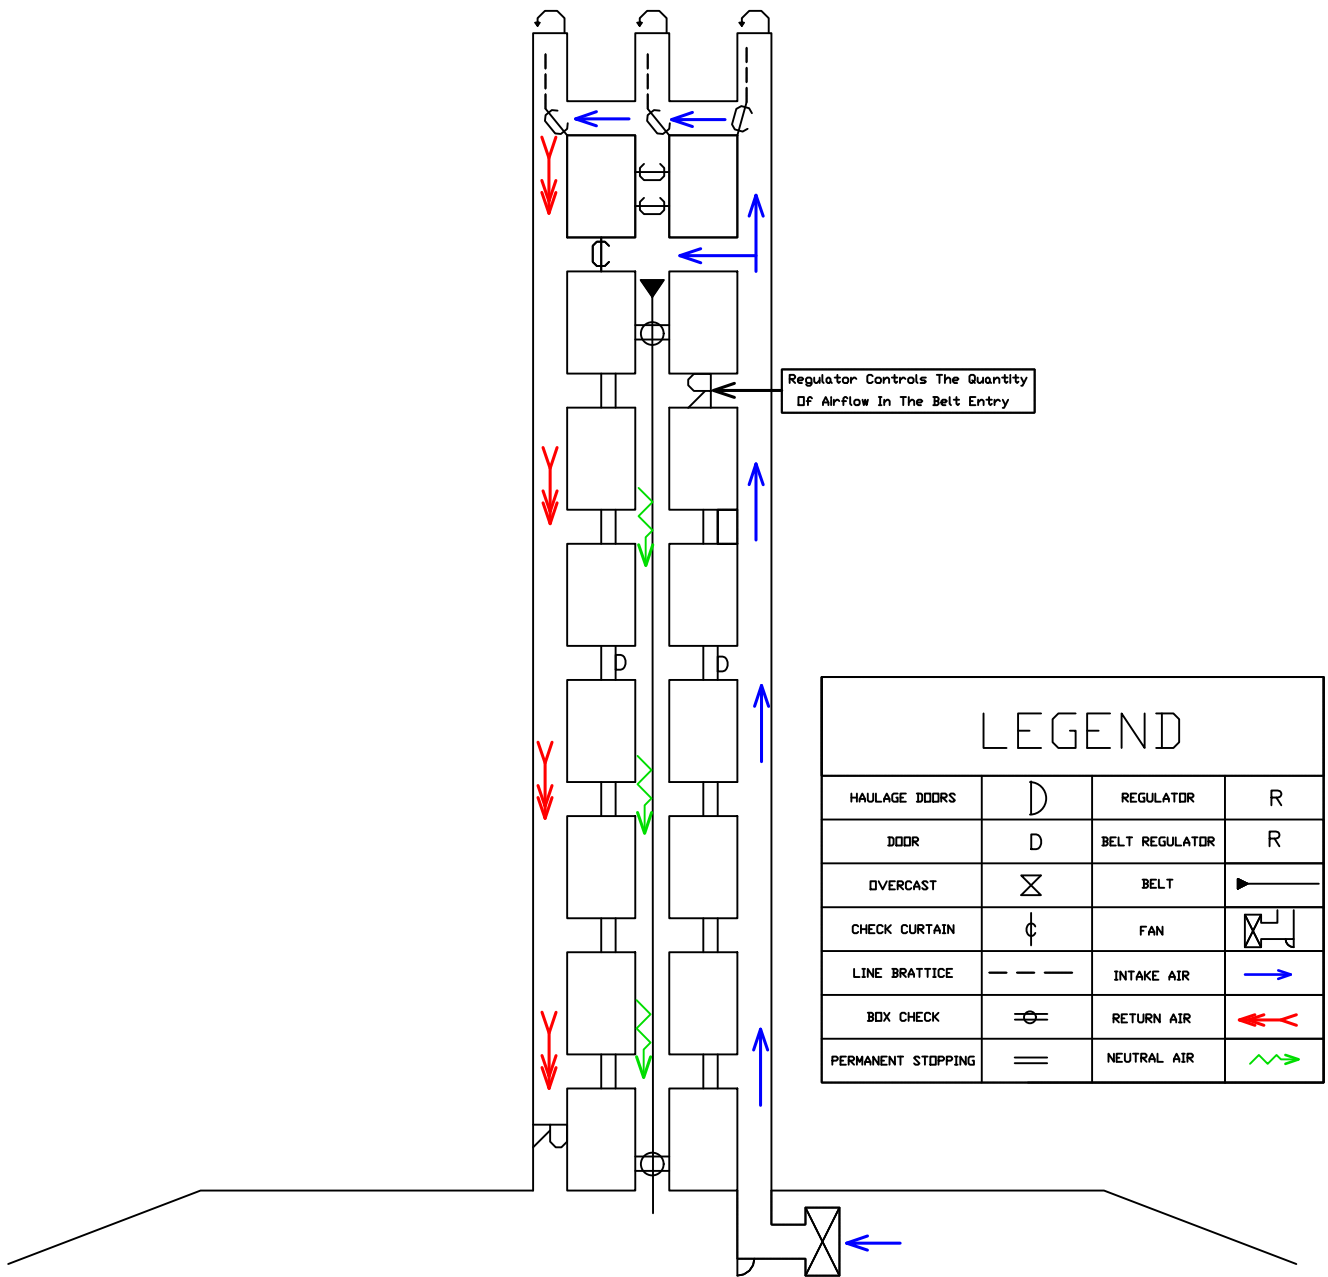 Regulator Controls The Quantity
Of Airflow In The Belt Entry
LEGEND
HAULAGE DOORS
REGULATOR R
DOOR D
BELT REGULATOR R
OVERCAST
BELT
CHECK CURTAIN
FAN
LINE BRATTICE
INTAKE AIR
BOX CHECK
RETURN AIR
PERMANENT STOPPING
NEUTRAL AIR
R
R
D
D